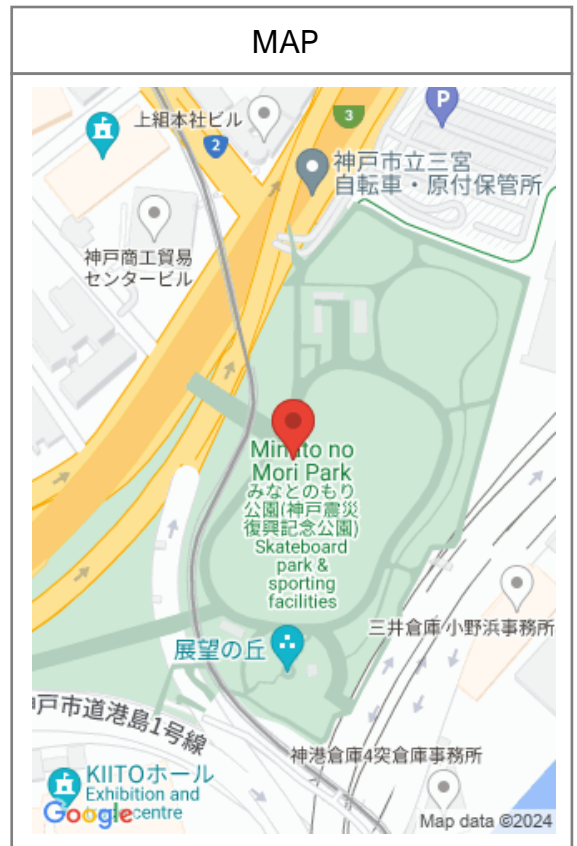 MAP
P
上組本社ビル
3
2
神戸市立三宮
自転車・原付保管所
神戸商工貿易
センタービル
Minato no
Mori Park
みなとのもり
公園(神戸震災
復興記念公園)
Skateboard
park &
sporting
facilities
三井倉庫 小野浜事務所
展望の丘
戸市道港島1号線
神港倉庫4突倉庫事務所
KIITOホール
Exhibition and
centre
Google
Map data ©2024